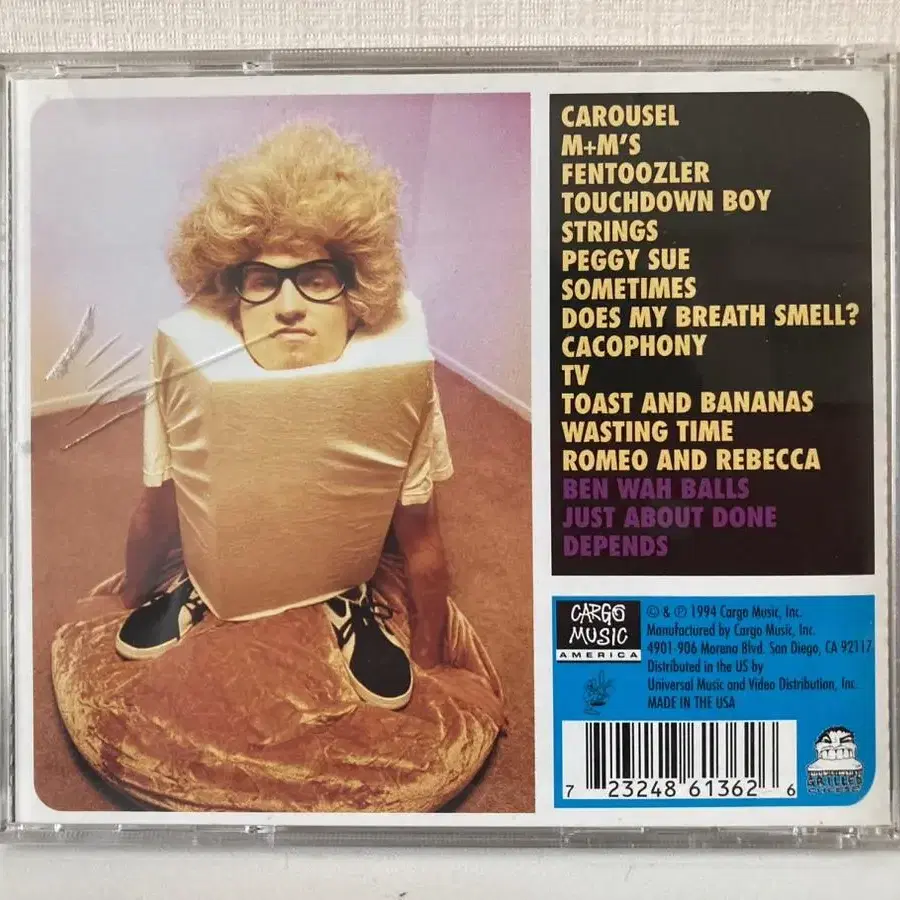 CAROUSEL
M+M'S
FENTOOZLER
TOUCHDOWN BOY
STRINGS
PEGGY SUE
SOMETIMES
DOES MY BREATH SMELL?
CACOPHONY
TV
TOAST AND BANANAS
WASTING TIME
ROMEO AND REBECCA
BEN WAH BALLS
JUST ABOUT DONE
DEPENDS
CARGO
MUSIC
AMERICA
© & ℗ 1994 Cargo Music, Inc.
Manufactured by Cargo Music, Inc.
4901-906 Morena Blvd. San Diego, CA 92117
Distributed in the US by
Universal Music and Video Distribution, Inc.
MADE IN THE USA
7 23248 61362 6
GRILLED
CHEESE